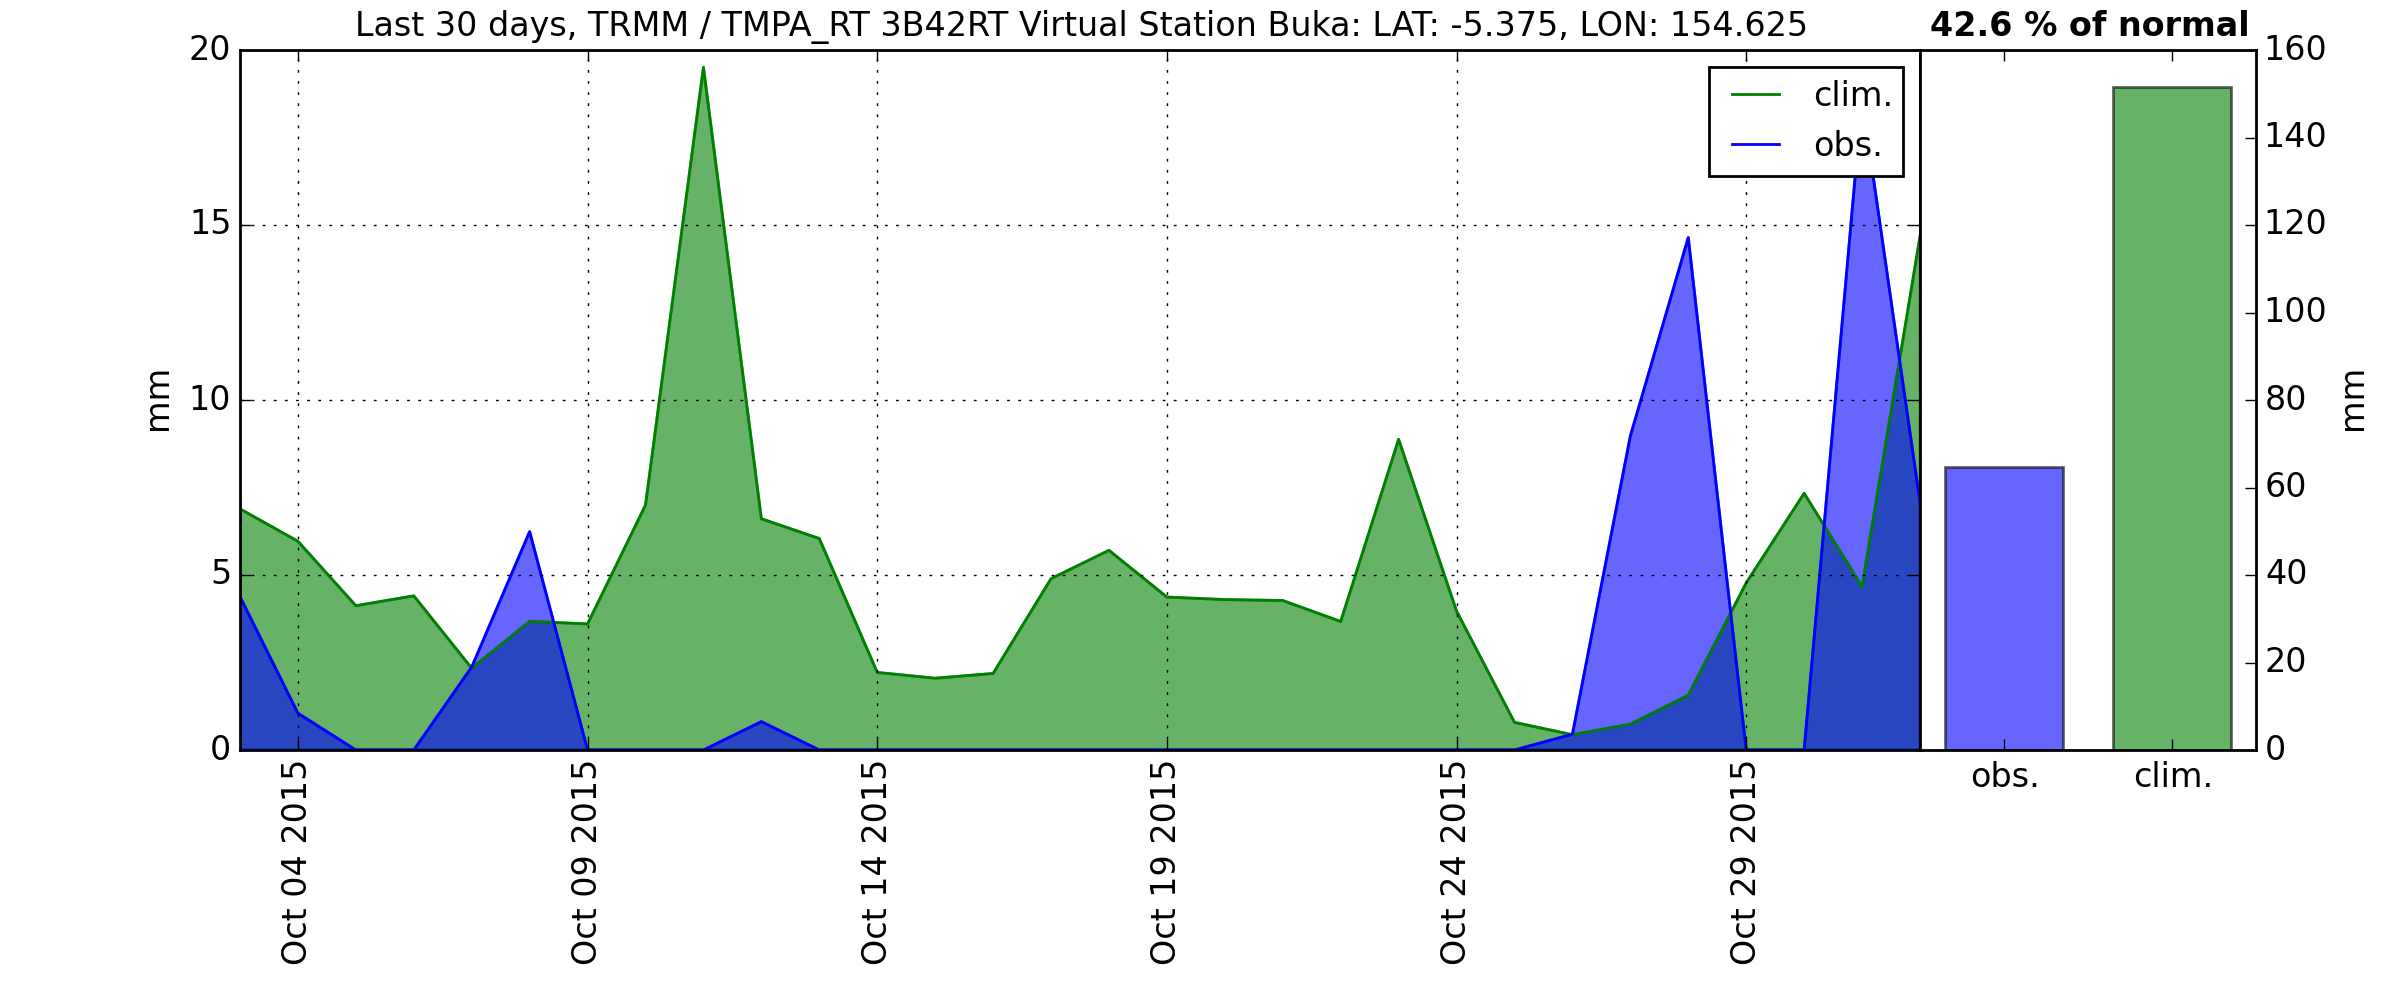 Last 30 days, TRMM / TMPA_RT 3B42RT Virtual Station Buka: LAT: -5.375, LON: 154.625
42.6 % of normal
20
15
10
5
0
mm
clim.
obs.
Oct 04 2015
Oct 09 2015
Oct 14 2015
Oct 19 2015
Oct 24 2015
Oct 29 2015
160
140
120
100
80
60
40
20
0
mm
obs.
clim.